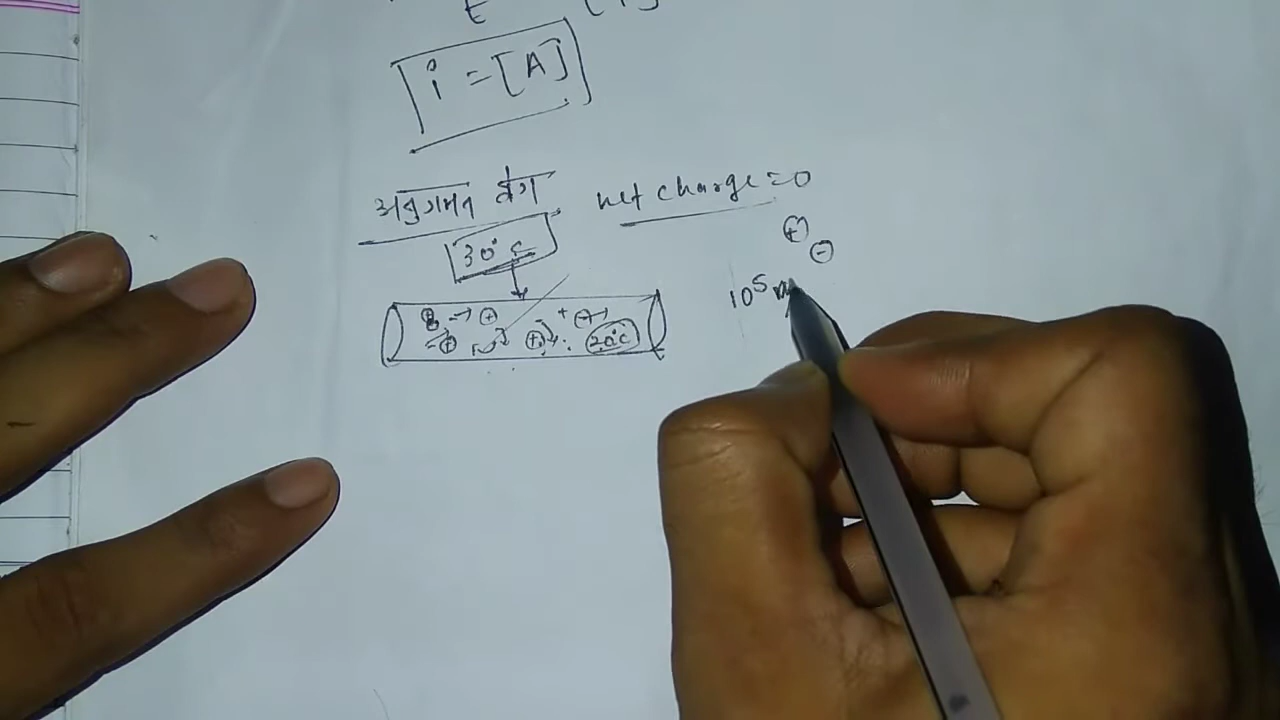 t
i = [A]
अनुगमन वेग net charge = 0
30°C
+
-
10⁵ m
+ → + + +
+ + 20°C